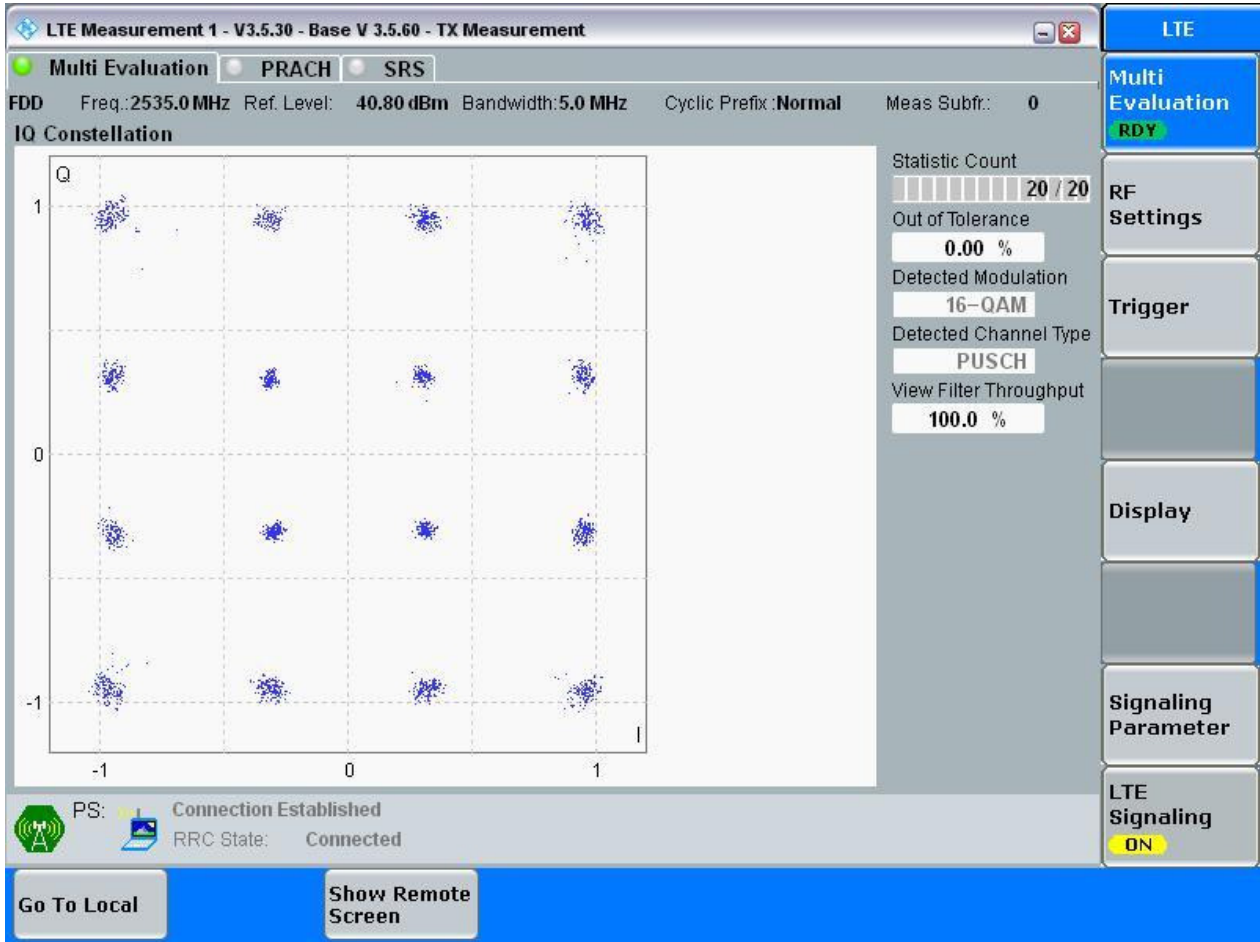 LTE Measurement 1 - V3.5.30 - Base V 3.5.60 - TX Measurement
Multi Evaluation PRACH SRS
FDD Freq.:2535.0 MHz Ref. Level: 40.80 dBm Bandwidth:5.0 MHz Cyclic Prefix :Normal Meas Subfr.: 0
IQ Constellation
Q
1
0
-1
I
-1 0 1
Statistic Count
20 / 20
Out of Tolerance
0.00 %
Detected Modulation
16-QAM
Detected Channel Type
PUSCH
View Filter Throughput
100.0 %
PS: Connection Established
RRC State: Connected
LTE
Multi
Evaluation
RDY
RF
Settings
Trigger
Display
Signaling
Parameter
LTE
Signaling
ON
Go To Local
Show Remote
Screen